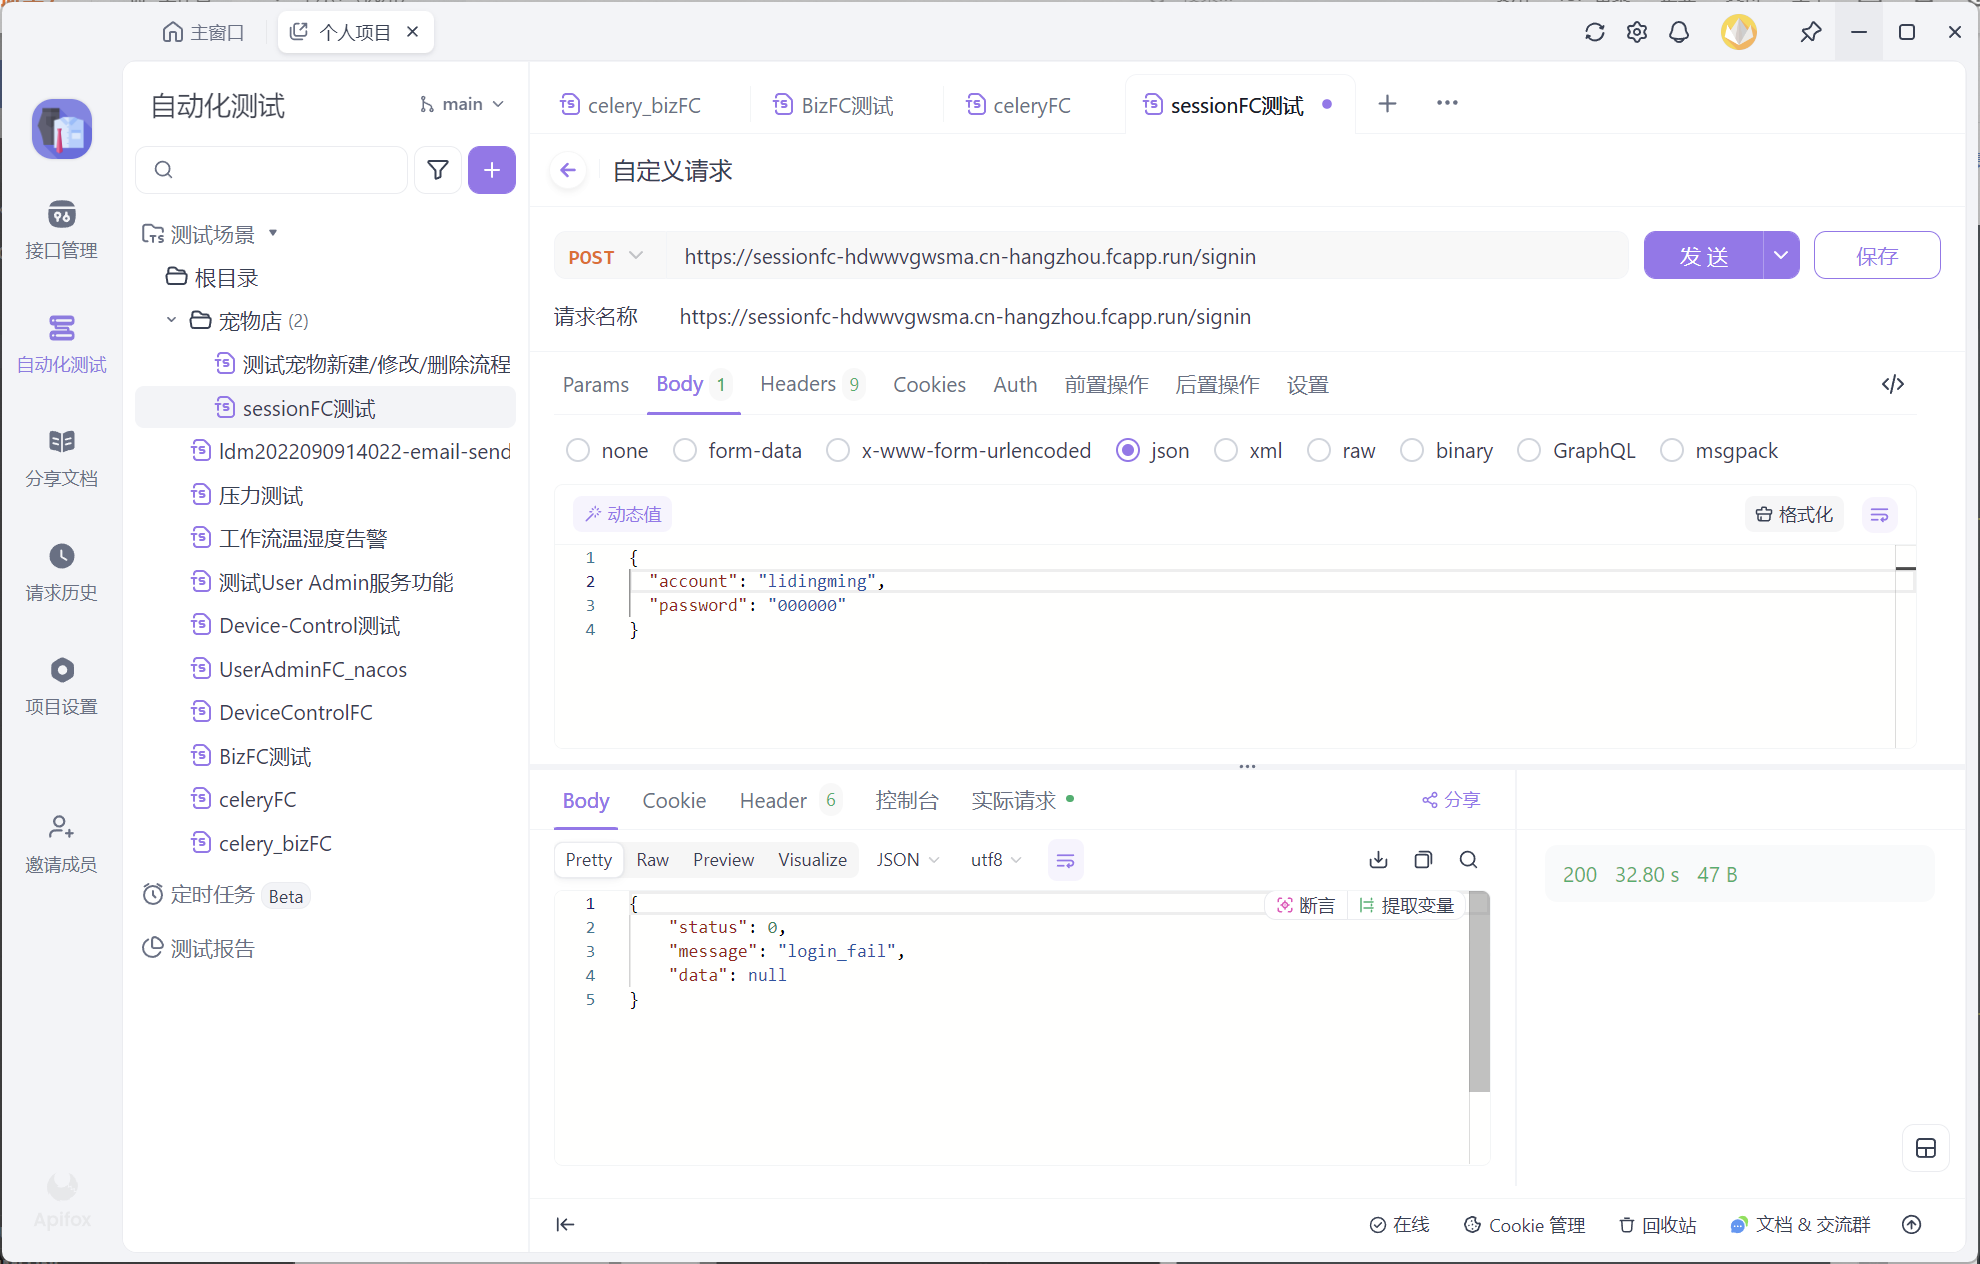 主窗口
个人项目
自动化测试
main
接口管理
自动化测试
分享文档
请求历史
项目设置
邀请成员
Apifox
测试场景
根目录
宠物店 (2)
测试宠物新建/修改/删除流程
sessionFC测试
ldm2022090914022-email-send
压力测试
工作流温湿度告警
测试User Admin服务功能
Device-Control测试
UserAdminFC_nacos
DeviceControlFC
BizFC测试
celeryFC
celery_bizFC
定时任务 Beta
测试报告
celery_bizFC
BizFC测试
celeryFC
sessionFC测试
自定义请求
POST https://sessionfc-hdwwvgwsma.cn-hangzhou.fcapp.run/signin
发 送
保存
请求名称 https://sessionfc-hdwwvgwsma.cn-hangzhou.fcapp.run/signin
Params Body 1 Headers 9 Cookies Auth 前置操作 后置操作 设置
none form-data x-www-form-urlencoded json xml raw binary GraphQL msgpack
动态值 格式化
1 {
2 "account": "lidingming",
3 "password": "000000"
4 }
Body Cookie Header 6 控制台 实际请求 分享
Pretty Raw Preview Visualize JSON utf8
200 32.80 s 47 B
断言 提取变量
1 {
2 "status": 0,
3 "message": "login_fail",
4 "data": null
5 }
在线 Cookie 管理 回收站 文档 & 交流群